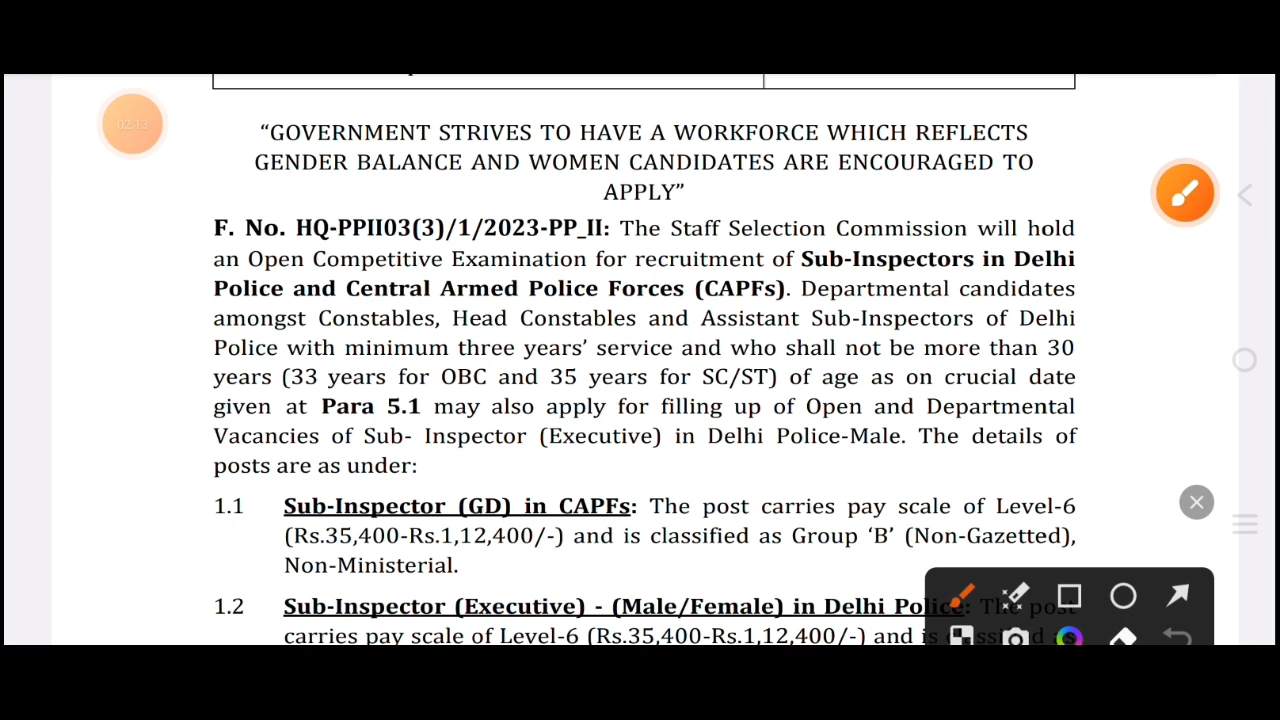 02:13
“GOVERNMENT STRIVES TO HAVE A WORKFORCE WHICH REFLECTS
GENDER BALANCE AND WOMEN CANDIDATES ARE ENCOURAGED TO
APPLY”
F. No. HQ-PPII03(3)/1/2023-PP_II: The Staff Selection Commission will hold
an Open Competitive Examination for recruitment of Sub-Inspectors in Delhi
Police and Central Armed Police Forces (CAPFs). Departmental candidates
amongst Constables, Head Constables and Assistant Sub-Inspectors of Delhi
Police with minimum three years’ service and who shall not be more than 30
years (33 years for OBC and 35 years for SC/ST) of age as on crucial date
given at Para 5.1 may also apply for filling up of Open and Departmental
Vacancies of Sub- Inspector (Executive) in Delhi Police-Male. The details of
posts are as under:
1.1 Sub-Inspector (GD) in CAPFs: The post carries pay scale of Level-6
(Rs.35,400-Rs.1,12,400/-) and is classified as Group ‘B’ (Non-Gazetted),
Non-Ministerial.
1.2 Sub-Inspector (Executive) - (Male/Female) in Delhi Police: The post
carries pay scale of Level-6 (Rs.35,400-Rs.1,12,400/-) and is classified as